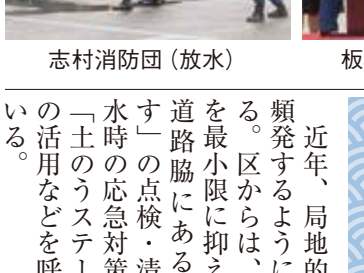 志村消防団（放水）
板
近年、局地的
頻発するように
る。区からは、
を最小限に抑え
道路脇にある
す」の点検・清
水時の応急対策
「土のうステー
の活用などを呼
いる。